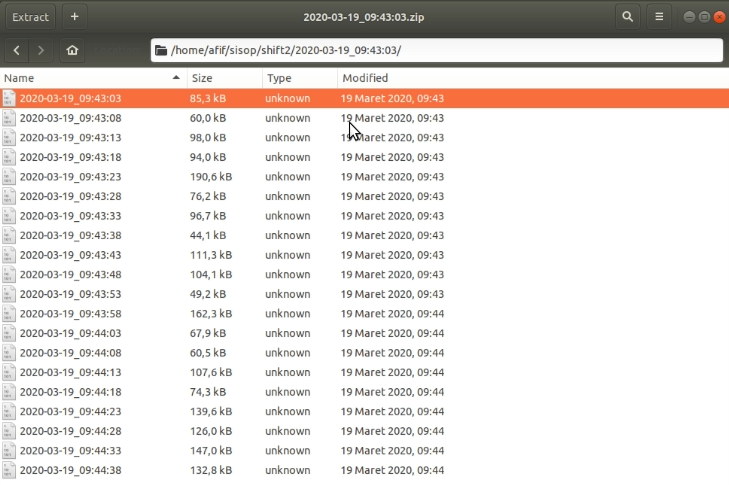 Extract + 2020-03-19_09:43:03.zip
/home/afif/sisop/shift2/2020-03-19_09:43:03/
Name Size Type Modified
2020-03-19_09:43:03 85,3 kB unknown 19 Maret 2020, 09:43
2020-03-19_09:43:08 60,0 kB unknown 19 Maret 2020, 09:43
2020-03-19_09:43:13 98,0 kB unknown 19 Maret 2020, 09:43
2020-03-19_09:43:18 94,0 kB unknown 19 Maret 2020, 09:43
2020-03-19_09:43:23 190,6 kB unknown 19 Maret 2020, 09:43
2020-03-19_09:43:28 76,2 kB unknown 19 Maret 2020, 09:43
2020-03-19_09:43:33 96,7 kB unknown 19 Maret 2020, 09:43
2020-03-19_09:43:38 44,1 kB unknown 19 Maret 2020, 09:43
2020-03-19_09:43:43 111,3 kB unknown 19 Maret 2020, 09:43
2020-03-19_09:43:48 104,1 kB unknown 19 Maret 2020, 09:43
2020-03-19_09:43:53 49,2 kB unknown 19 Maret 2020, 09:43
2020-03-19_09:43:58 162,3 kB unknown 19 Maret 2020, 09:44
2020-03-19_09:44:03 67,9 kB unknown 19 Maret 2020, 09:44
2020-03-19_09:44:08 60,5 kB unknown 19 Maret 2020, 09:44
2020-03-19_09:44:13 107,6 kB unknown 19 Maret 2020, 09:44
2020-03-19_09:44:18 74,3 kB unknown 19 Maret 2020, 09:44
2020-03-19_09:44:23 139,6 kB unknown 19 Maret 2020, 09:44
2020-03-19_09:44:28 126,0 kB unknown 19 Maret 2020, 09:44
2020-03-19_09:44:33 147,0 kB unknown 19 Maret 2020, 09:44
2020-03-19_09:44:38 132,8 kB unknown 19 Maret 2020, 09:44